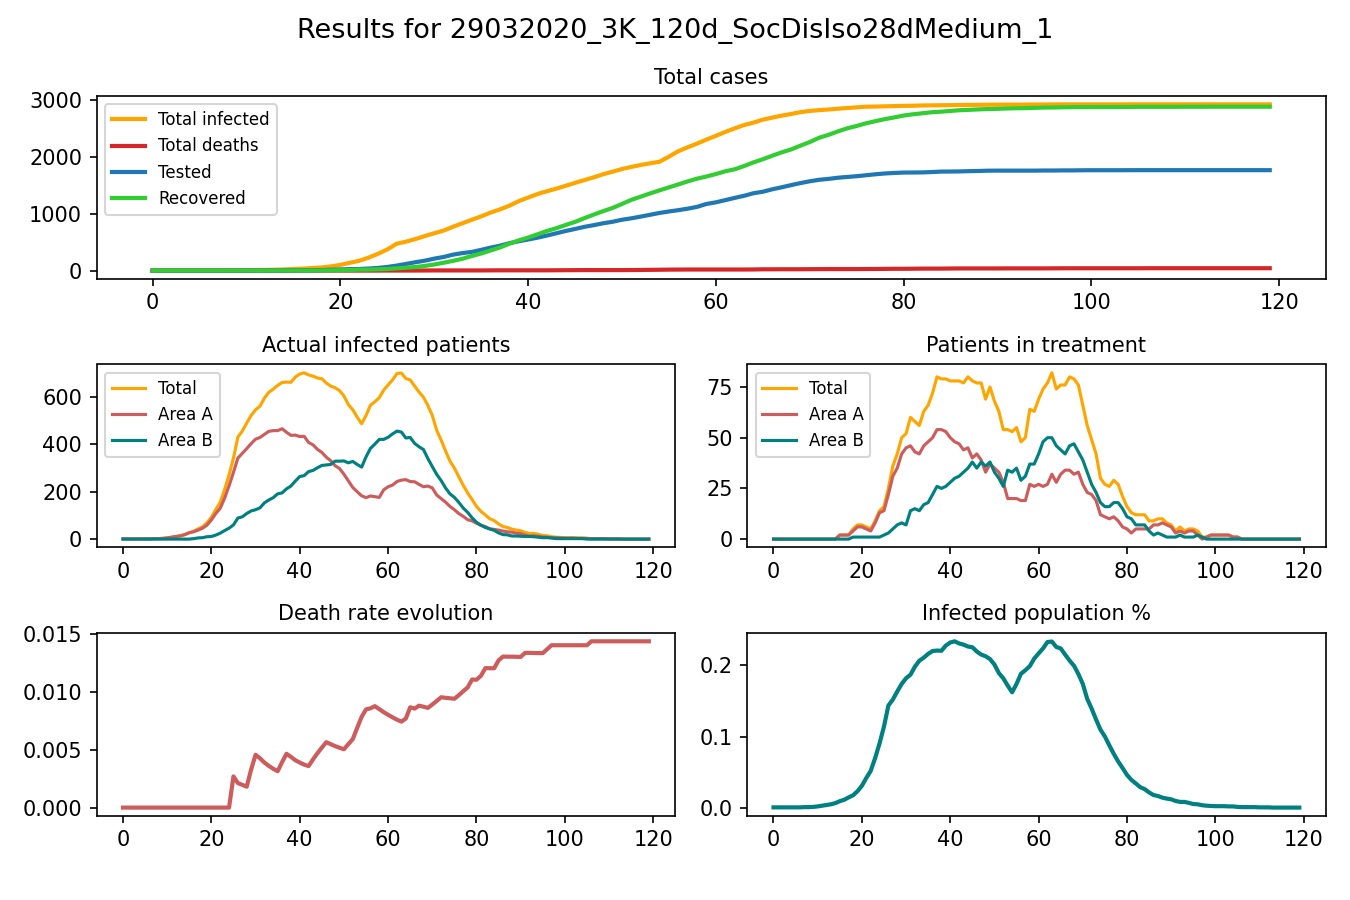 Results for 29032020_3K_120d_SocDisIso28dMedium_1
Total cases
3000
2000
1000
0
Total infected
Total deaths
Tested
Recovered
0 20 40 60 80 100 120
Actual infected patients
600
400
200
0
Total
Area A
Area B
0 20 40 60 80 100 120
Patients in treatment
75
50
25
0
Total
Area A
Area B
0 20 40 60 80 100 120
Death rate evolution
0.015
0.010
0.005
0.000
0 20 40 60 80 100 120
Infected population %
0.2
0.1
0.0
0 20 40 60 80 100 120